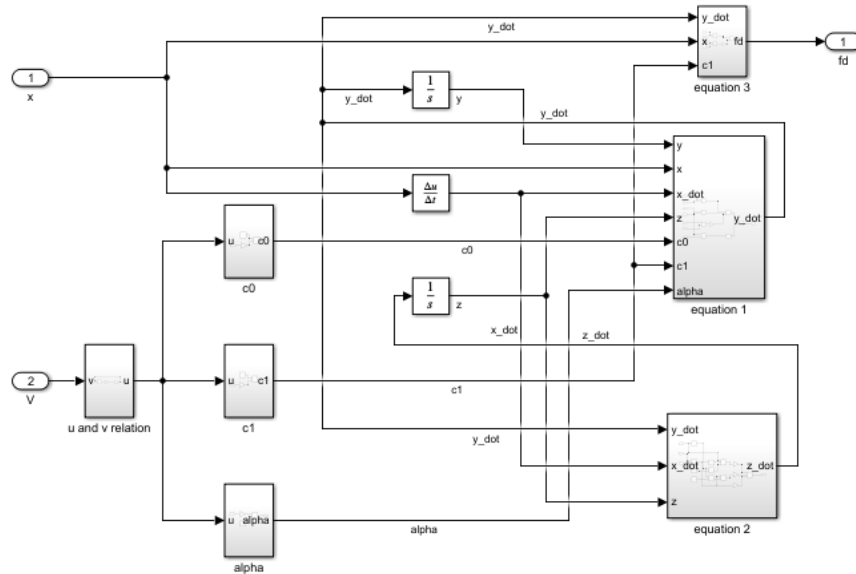 y_dot
y_dot
x
fd
c1
1
fd
equation 3
1
x
y_dot
1
s
y
y_dot
y
x
Δu
Δt
x_dot
z
y_dot
c0
c1
alpha
equation 1
u
c0
c0
c0
1
s
z
x_dot
z_dot
2
V
v
u
u and v relation
u
c1
c1
c1
y_dot
y_dot
x_dot
z_dot
z
equation 2
u
alpha
alpha
alpha